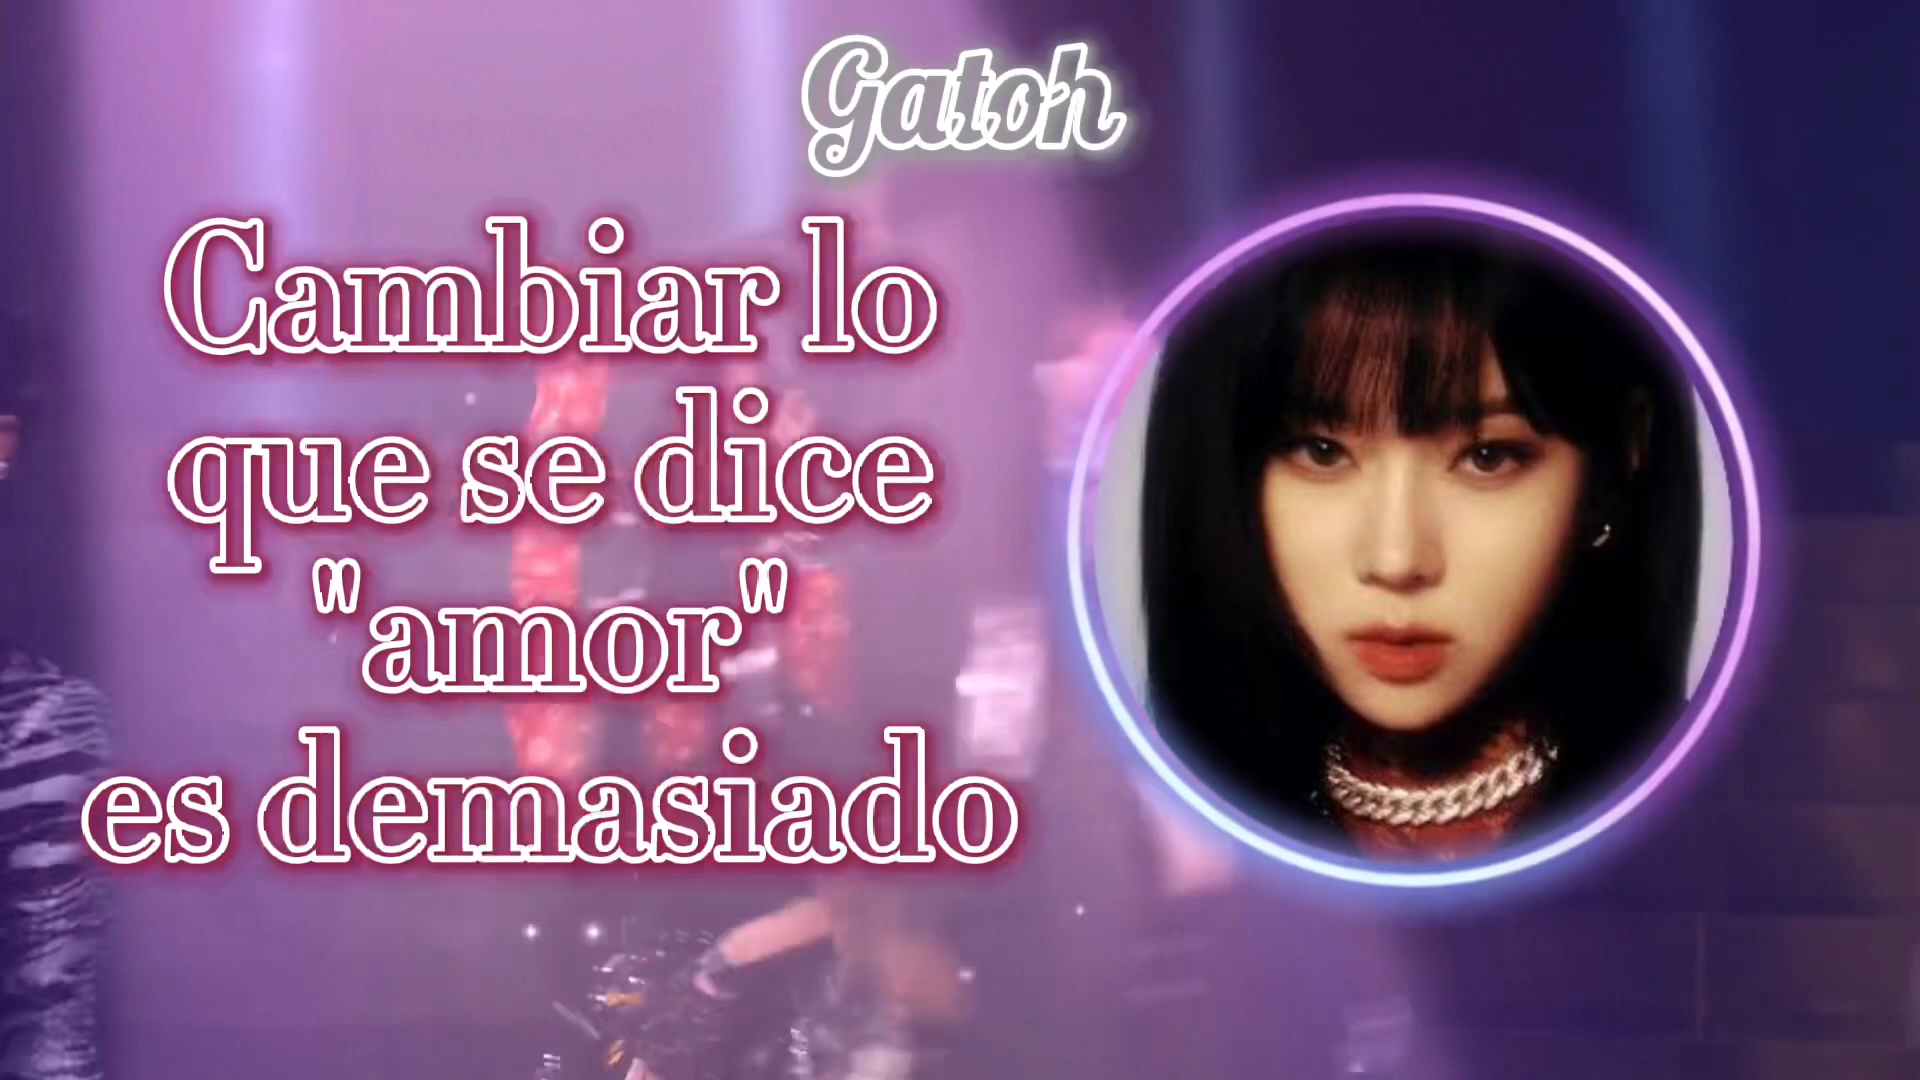 Gatoh
Cambiar lo
que se dice
"amor"
es demasiado